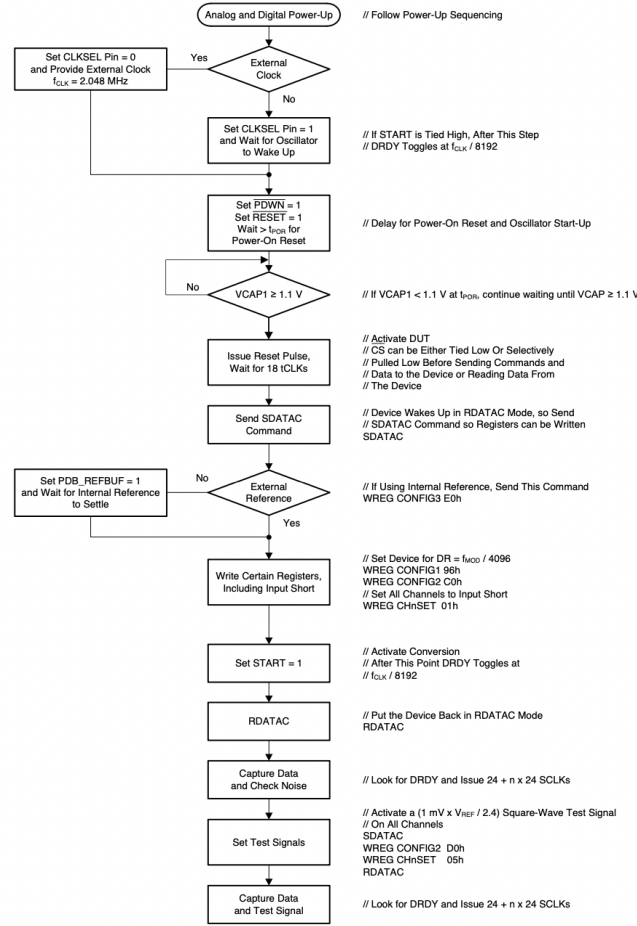 Analog and Digital Power-Up
// Follow Power-Up Sequencing
Set CLKSEL Pin = 0
and Provide External Clock
fCLK = 2.048 MHz
Yes
External
Clock
No
Set CLKSEL Pin = 1
and Wait for Oscillator
to Wake Up
// If START is Tied High, After This Step
// DRDY Toggles at fCLK / 8192
Set PDWN = 1
Set RESET = 1
Wait > tPOR for
Power-On Reset
// Delay for Power-On Reset and Oscillator Start-Up
No
VCAP1 ≥ 1.1 V
// If VCAP1 < 1.1 V at tPOR, continue waiting until VCAP ≥ 1.1 V
Issue Reset Pulse,
Wait for 18 tCLKs
// Activate DUT
// CS can be Either Tied Low Or Selectively
// Pulled Low Before Sending Commands and
// Data to the Device or Reading Data From
// The Device
Send SDATAC
Command
// Device Wakes Up in RDATAC Mode, so Send
// SDATAC Command so Registers can be Written
SDATAC
Set PDB_REFBUF = 1
and Wait for Internal Reference
to Settle
No
External
Reference
Yes
// If Using Internal Reference, Send This Command
WREG CONFIG3 E0h
Write Certain Registers,
Including Input Short
// Set Device for DR = fMOD / 4096
WREG CONFIG1 96h
WREG CONFIG2 C0h
// Set All Channels to Input Short
WREG CHnSET 01h
Set START = 1
// Activate Conversion
// After This Point DRDY Toggles at
// fCLK / 8192
RDATAC
// Put the Device Back in RDATAC Mode
RDATAC
Capture Data
and Check Noise
// Look for DRDY and Issue 24 + n x 24 SCLKs
Set Test Signals
// Activate a (1 mV x VREF / 2.4) Square-Wave Test Signal
// On All Channels
SDATAC
WREG CONFIG2 D0h
WREG CHnSET 05h
RDATAC
Capture Data
and Test Signal
// Look for DRDY and Issue 24 + n x 24 SCLKs